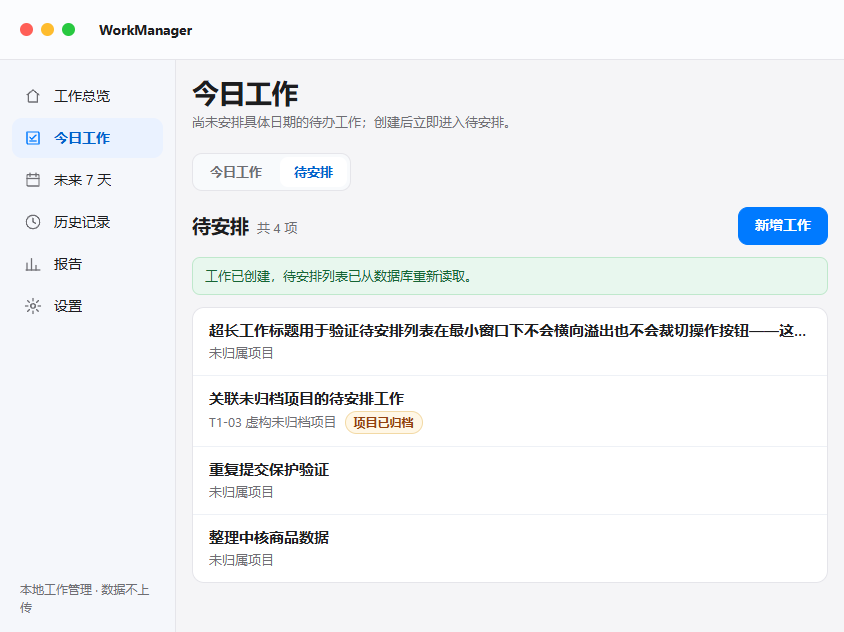 WorkManager
工作总览
今日工作
未来 7 天
历史记录
报告
设置
本地工作管理 · 数据不上
传
今日工作
尚未安排具体日期的待办工作；创建后立即进入待安排。
今日工作 待安排
待安排 共 4 项 新增工作
工作已创建，待安排列表已从数据库重新读取。
超长工作标题用于验证待安排列表在最小窗口下不会横向溢出也不会裁切操作按钮——这...
未归属项目
关联未归档项目的待安排工作
T1-03 虚构未归档项目 项目已归档
重复提交保护验证
未归属项目
整理中核商品数据
未归属项目